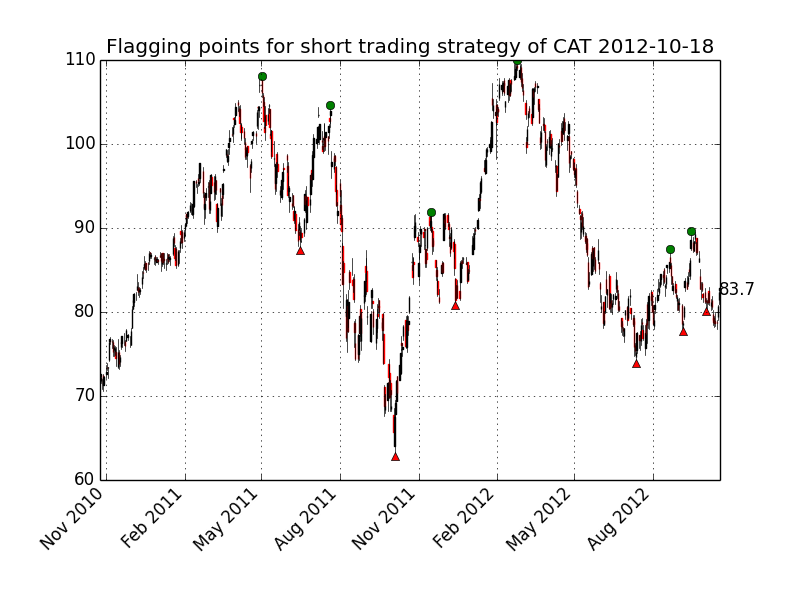 Flagging points for short trading strategy of CAT 2012-10-18
110
100
90
80
70
60
83.7
Nov 2010
Feb 2011
May 2011
Aug 2011
Nov 2011
Feb 2012
May 2012
Aug 2012